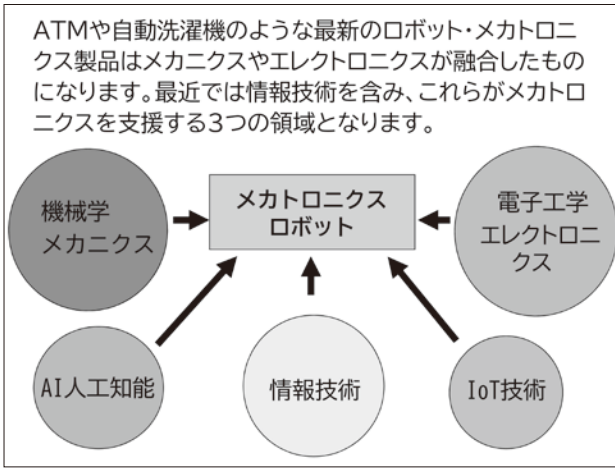 ATMや自動洗濯機のような最新のロボット・メカトロニ
クス製品はメカニクスやエレクトロニクスが融合したもの
になります。最近では情報技術を含み、これらがメカトロ
ニクスを支援する3つの領域となります。
機械学
メカニクス
メカトロニクス
ロボット
電子工学
エレクトロニ
クス
AI人工知能
情報技術
IoT技術